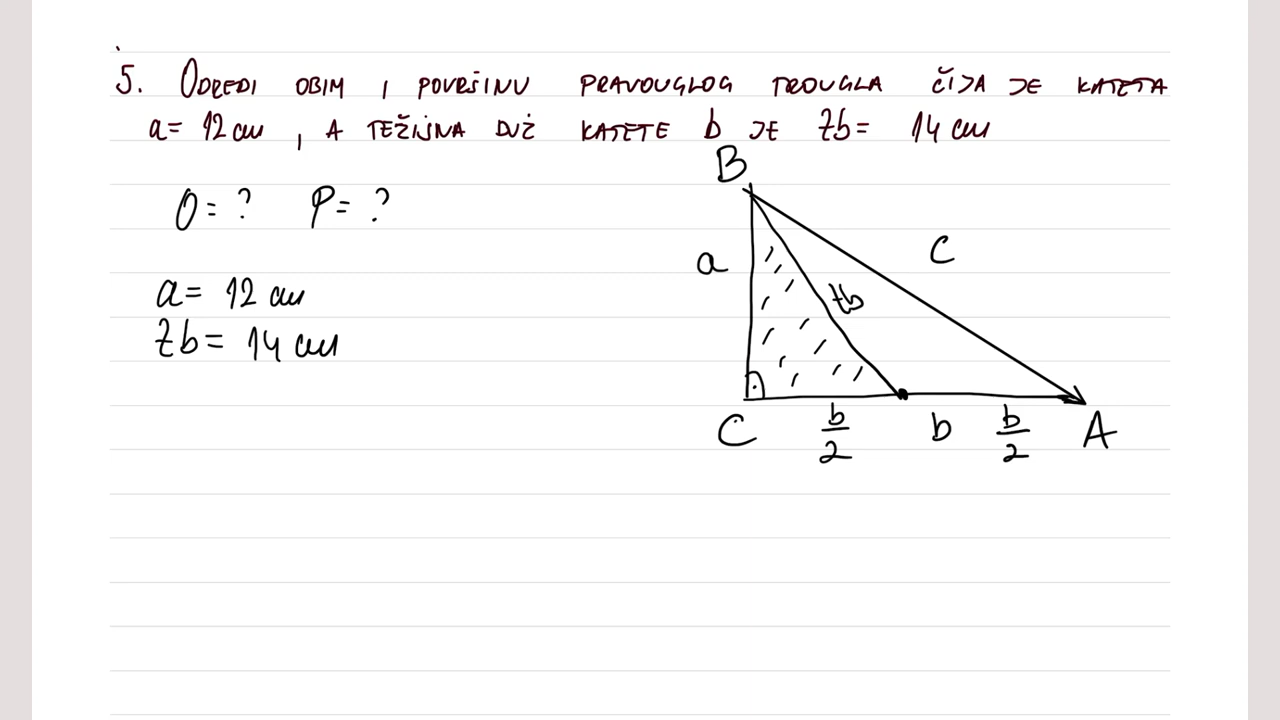 5. ODREDI OBIM I POVRŠINU PRAVOUGLOG TROUGLA ČIJA JE KATETA
a= 12 cm, A TEŽIŠNA DUŽ KATETE b JE tb= 14 cm
B
O= ? P= ?
a
c
a= 12 cm
tb
tb= 14 cm
C b/2 b b/2 A